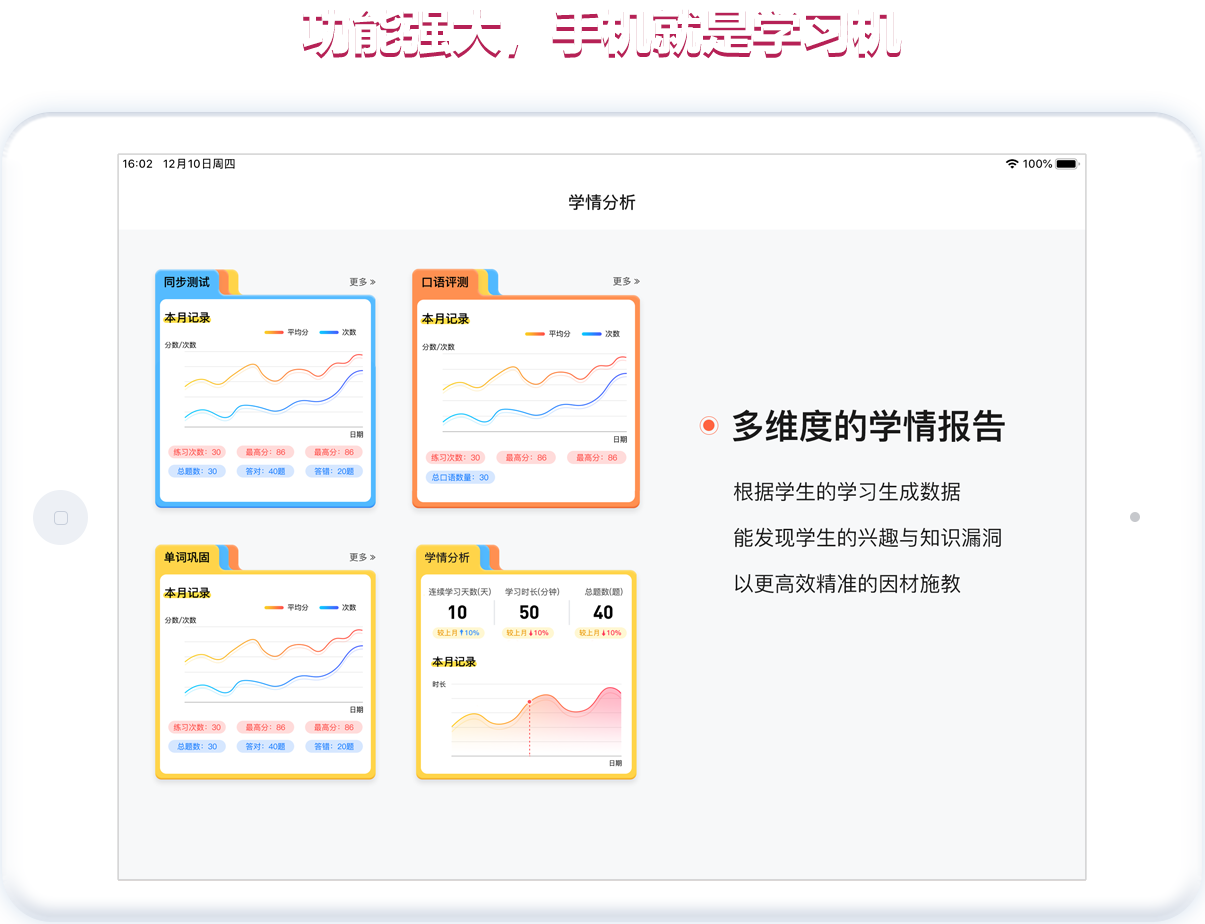 功能强大，手机就是学习机
16:02 12月10日周四
100%
学情分析
同步测试
更多 »
本月记录
平均分 次数
分数/次数
日期
练习次数：30 最高分：86 最高分：86
总题数：30 答对：40题 答错：20题
口语评测
更多 »
本月记录
平均分 次数
分数/次数
日期
练习次数：30 最高分：86 最高分：86
总口语数量：30
单词巩固
更多 »
本月记录
平均分 次数
分数/次数
日期
练习次数：30 最高分：86 最高分：86
总题数：30 答对：40题 答错：20题
学情分析
连续学习天数(天) 学习时长(分钟) 总题数(题)
10 50 40
较上月⬆10% 较上月⬇10% 较上月⬇10%
本月记录
时长
日期
多维度的学情报告
根据学生的学习生成数据
能发现学生的兴趣与知识漏洞
以更高效精准的因材施教